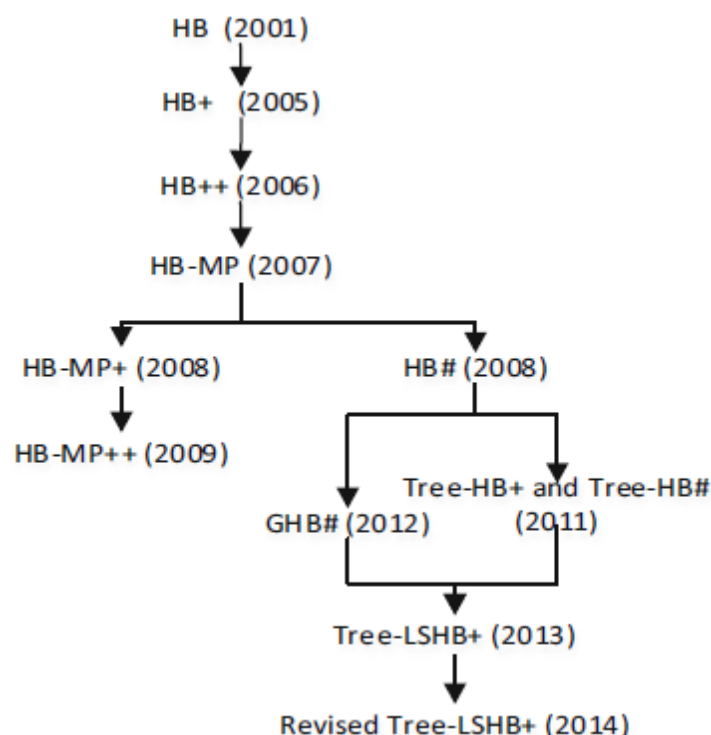 HB (2001)
HB+ (2005)
HB++ (2006)
HB-MP (2007)
HB-MP+ (2008)
HB# (2008)
HB-MP++ (2009)
GHB# (2012)
Tree-HB+ and Tree-HB#
(2011)
Tree-LSHB+ (2013)
Revised Tree-LSHB+ (2014)